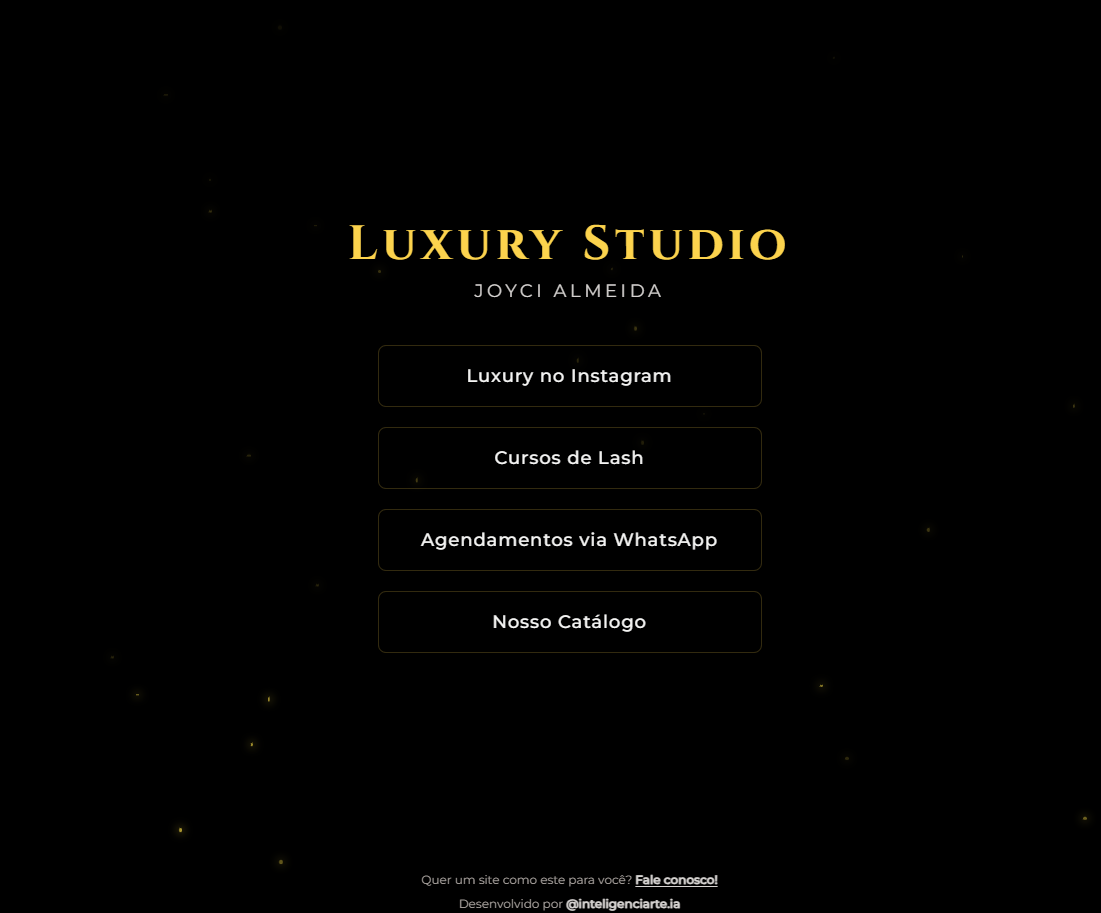 Luxury Studio
JOYCI ALMEIDA
Luxury no Instagram
Cursos de Lash
Agendamentos via WhatsApp
Nosso Catálogo
Quer um site como este para você? Fale conosco!
Desenvolvido por @inteligenciarte.ia